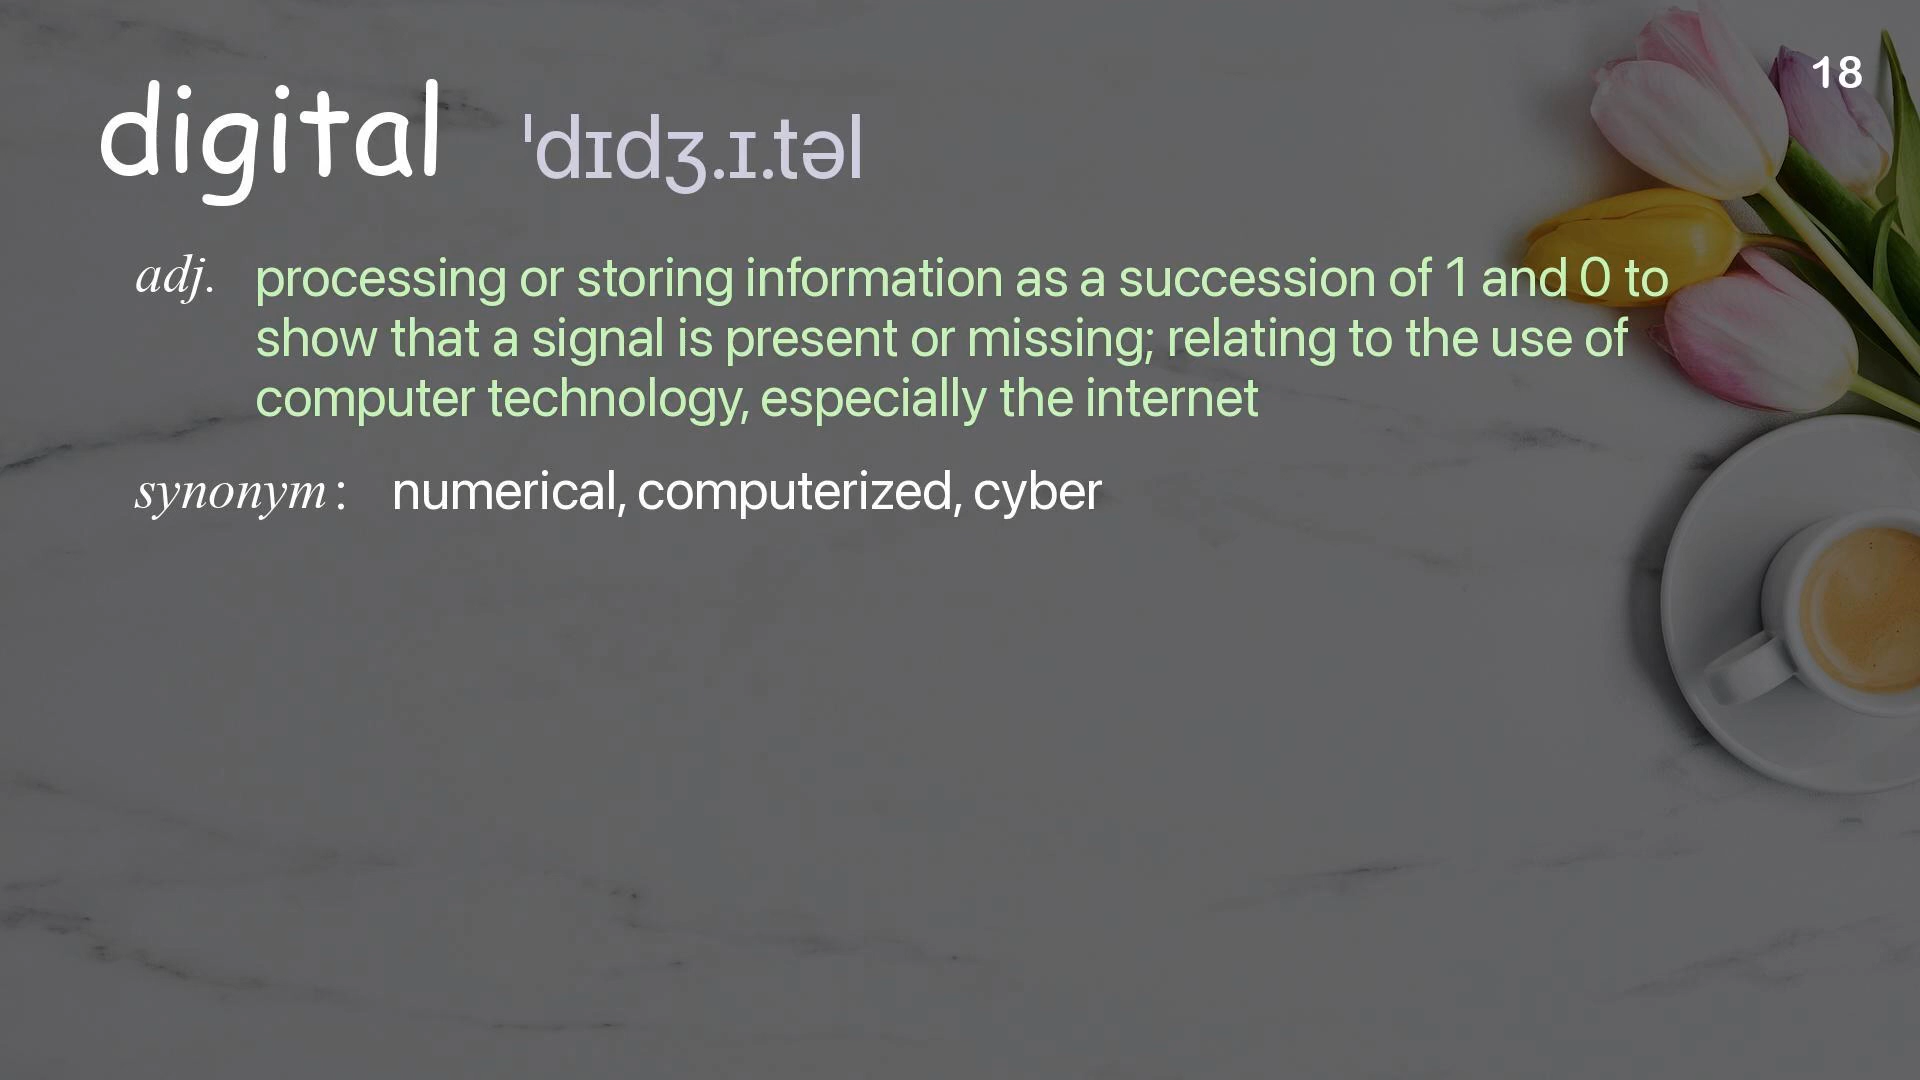 18
digital ˈdɪdʒ.ɪ.təl
adj. processing or storing information as a succession of 1 and 0 to
show that a signal is present or missing; relating to the use of
computer technology, especially the internet
synonym : numerical, computerized, cyber